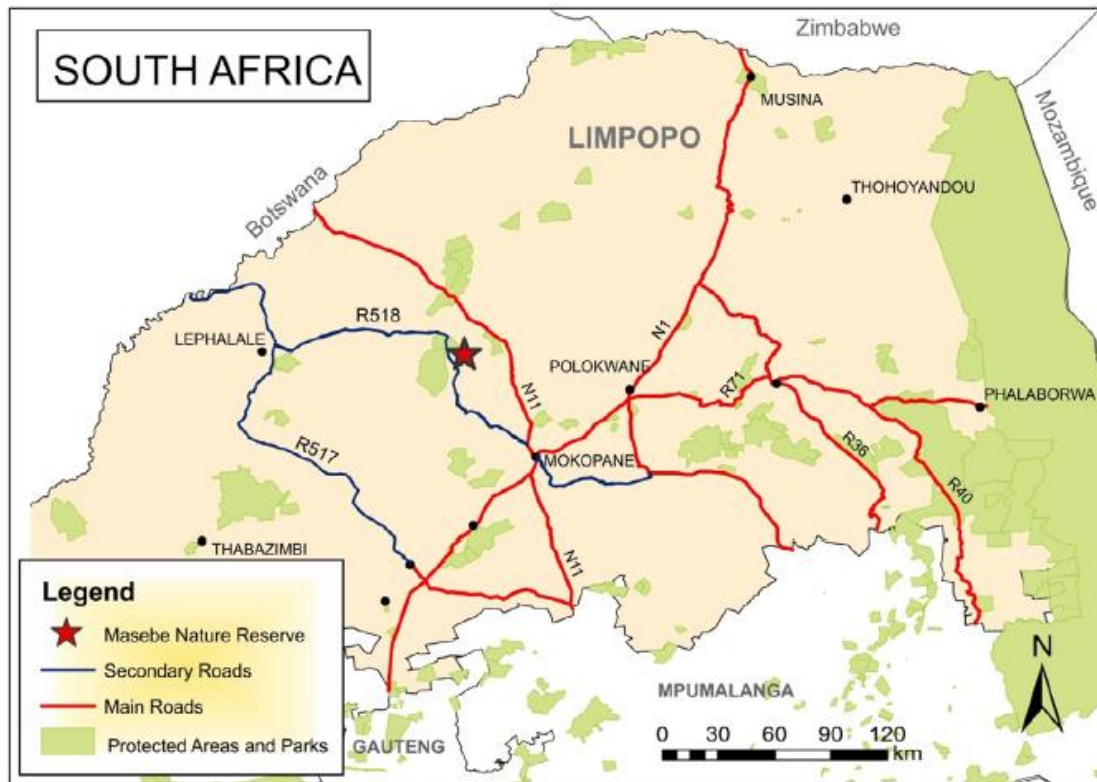 SOUTH AFRICA
Zimbabwe
MUSINA
LIMPOPO
Mozambique
THOHOYANDOU
Botswana
R518
LEPHALALE
N1
POLOKWANE
R71
PHALABORWA
N11
R517
MOKOPANE
R36
R40
THABAZIMBI
N11
Legend
Masebe Nature Reserve
Secondary Roads
Main Roads
Protected Areas and Parks
GAUTENG
MPUMALANGA
N
0 15 30 60 90 120
km